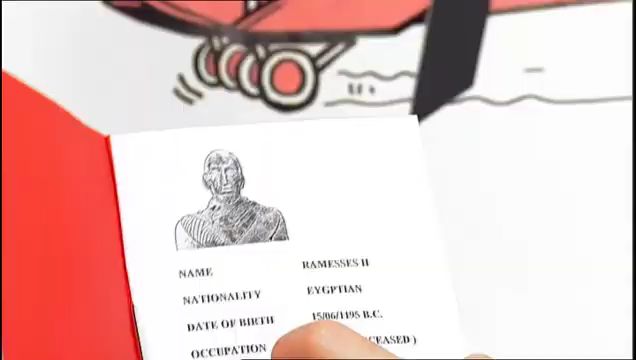 NAME RAMESSES II
NATIONALITY EYGPTIAN
DATE OF BIRTH 15/06/1195 B.C.
OCCUPATION